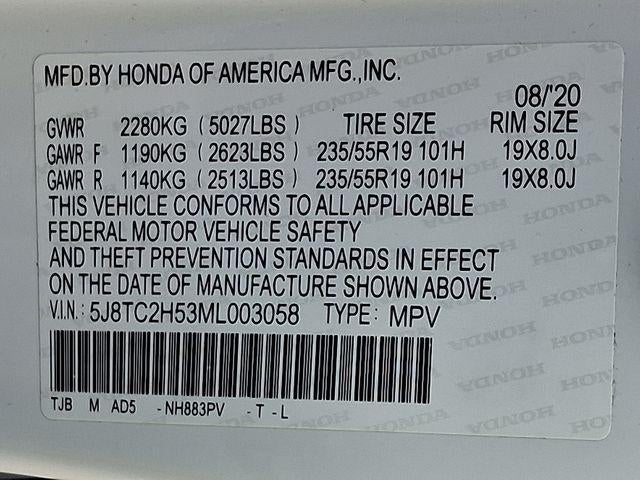 MFD.BY HONDA OF AMERICA MFG.,INC.
08/'20
GVWR 2280KG (5027LBS) TIRE SIZE RIM SIZE
GAWR F 1190KG (2623LBS) 235/55R19 101H 19X8.0J
GAWR R 1140KG (2513LBS) 235/55R19 101H 19X8.0J
THIS VEHICLE CONFORMS TO ALL APPLICABLE
FEDERAL MOTOR VEHICLE SAFETY
AND THEFT PREVENTION STANDARDS IN EFFECT
ON THE DATE OF MANUFACTURE SHOWN ABOVE.
V.I.N: 5J8TC2H53ML003058 TYPE: MPV
TJB M AD5 -NH883PV -T-L